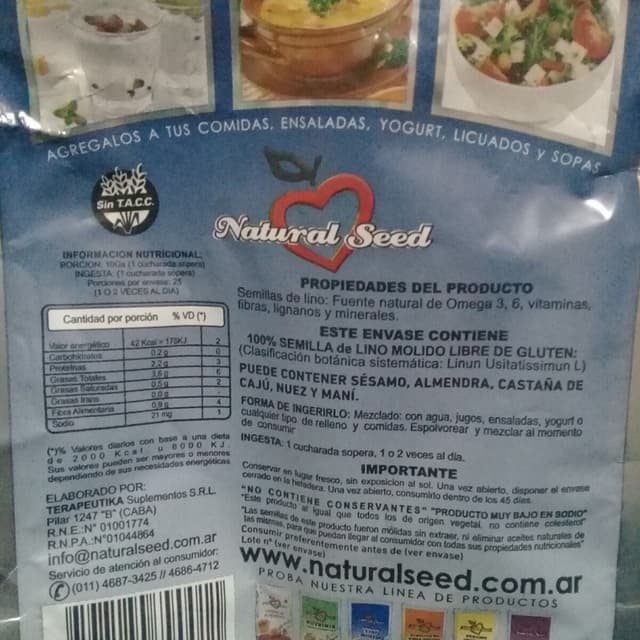 AGREGALOS A TUS COMIDAS, ENSALADAS, YOGURT, LICUADOS y SOPAS
Sin T.A.C.C.
Natural Seed
INFORMACION NUTRICIONAL:
PORCION: 10Gs (1 cucharada sopera)
INGESTA: (1 cucharada sopera)
Porciones por envase: 25
(1 O 2 VECES AL DIA)
Cantidad por porción % VD (*)
Valor energético 42 Kcal = 176KJ 2
Carbohidratos 0.2 g 0
Proteínas 2,2 g 3
Grasas Totales 3,6 g 6
Grasas Saturadas 0,5 g 2
Grasas trans 0,0 g
Fibra Alimentaria 0,9 g 4
Sodio 21 mg 1
(*)% Valores diarios con base a una dieta
de 2000 Kcal u 8000 KJ.
Sus valores pueden ser mayores o menores
dependiendo de sus necesidades energéticas
ELABORADO POR:
TERAPEUTIKA Suplementos S.R.L.
Pilar 1247 "B" (CABA)
R.N.E.:N° 01001774
R.N.P.A.:N°01044864
info@naturalseed.com.ar
Servicio de atención al consumidor:
(011) 4687-3425 // 4686-4712
PROPIEDADES DEL PRODUCTO
Semillas de lino: Fuente natural de Omega 3, 6, vitaminas,
fibras, lignanos y minerales.
ESTE ENVASE CONTIENE
100% SEMILLA de LINO MOLIDO LIBRE DE GLUTEN:
(Clasificación botánica sistemática: Linun Usitatissimun L)
PUEDE CONTENER SÉSAMO, ALMENDRA, CASTAÑA DE
CAJÚ, NUEZ Y MANÍ.
FORMA DE INGERIRLO: Mezclado: con agua, jugos, ensaladas, yogurt o
cualquier tipo de relleno y comidas. Espolvorear y mezclar al momento
de consumir
INGESTA: 1 cucharada sopera, 1 o 2 veces al día.
IMPORTANTE
Conservar en lugar fresco, sin exposicion al sol. Una vez abierto, disponer el envase
cerrado en la heladera. Una vez abierto, consumirlo dentro de los 45 días.
"NO CONTIENE CONSERVANTES" "PRODUCTO MUY BAJO EN SODIO"
"Este producto al igual que todos los de origen vegetal, no contiene colesterol"
"Las semillas de este producto fueron mólidas sin extraer, ni eliminar aceites naturales de
las mismas, para que puedan llegar al consumidor con todas sus propiedades nutricionales"
Consumir preferentemente antes de (ver envase)
Lote n° (ver envase)
www.naturalseed.com.ar
PROBA NUESTRA LINEA DE PRODUCTOS